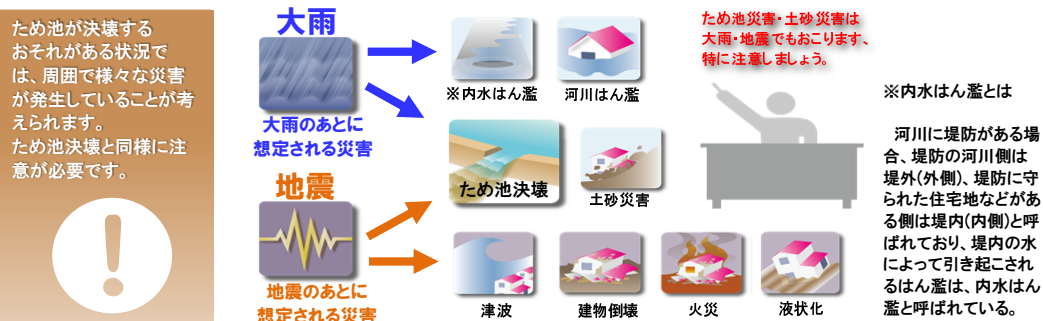 ため池が決壊する
おそれがある状況で
は、周囲で様々な災害
が発生していることが考
えられます。
ため池決壊と同様に注
意が必要です。
大雨
大雨のあとに
想定される災害
地震
地震のあとに
想定される災害
※内水はん濫
河川はん濫
ため池決壊
土砂災害
津波
建物倒壊
火災
液状化
ため池災害・土砂災害は
大雨・地震でもおこります、
特に注意しましょう。
※内水はん濫とは
河川に堤防がある場
合、堤防の河川側は
堤外(外側)、堤防に守
られた住宅地などがあ
る側は堤内(内側)と呼
ばれており、堤内の水
によって引き起こされ
るはん濫は、内水はん
濫と呼ばれている。